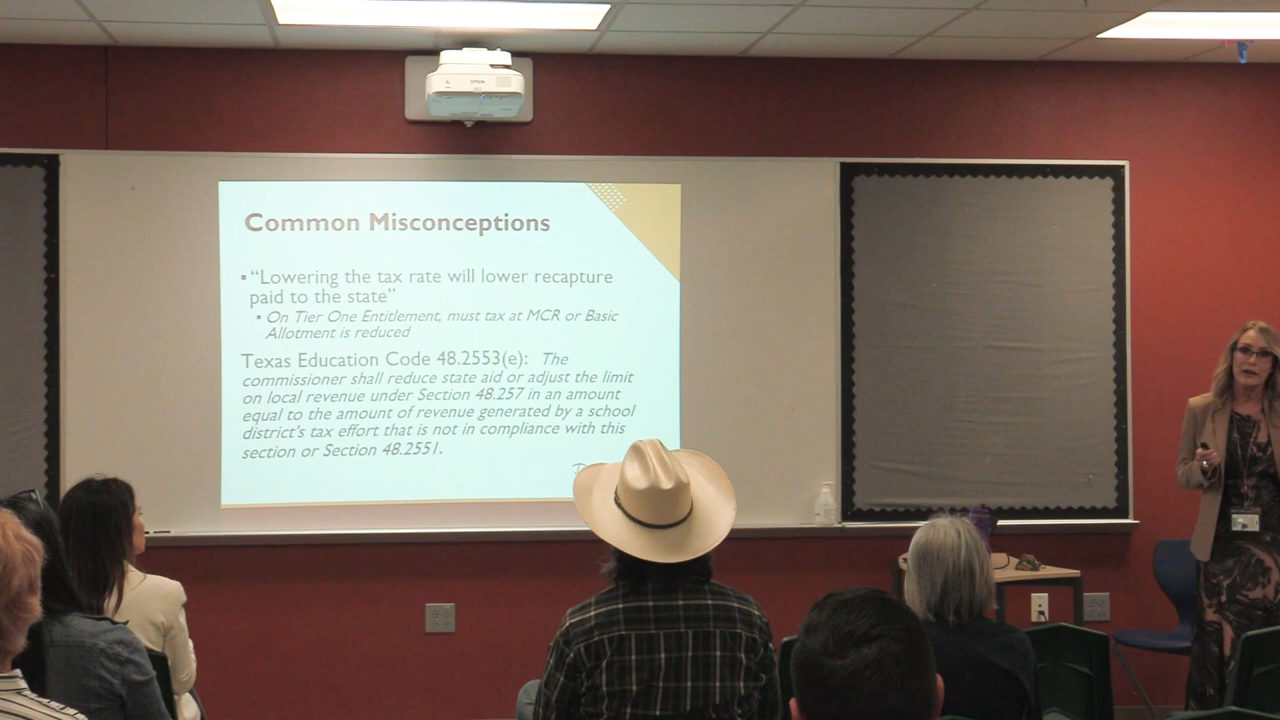 EPSON
Common Misconceptions
▪ “Lowering the tax rate will lower recapture
paid to the state”
▪ On Tier One Entitlement, must tax at MCR or Basic
Allotment is reduced
Texas Education Code 48.2553(e): The
commissioner shall reduce state aid or adjust the limit
on local revenue under Section 48.257 in an amount
equal to the amount of revenue generated by a school
district's tax effort that is not in compliance with this
section or Section 48.2551.